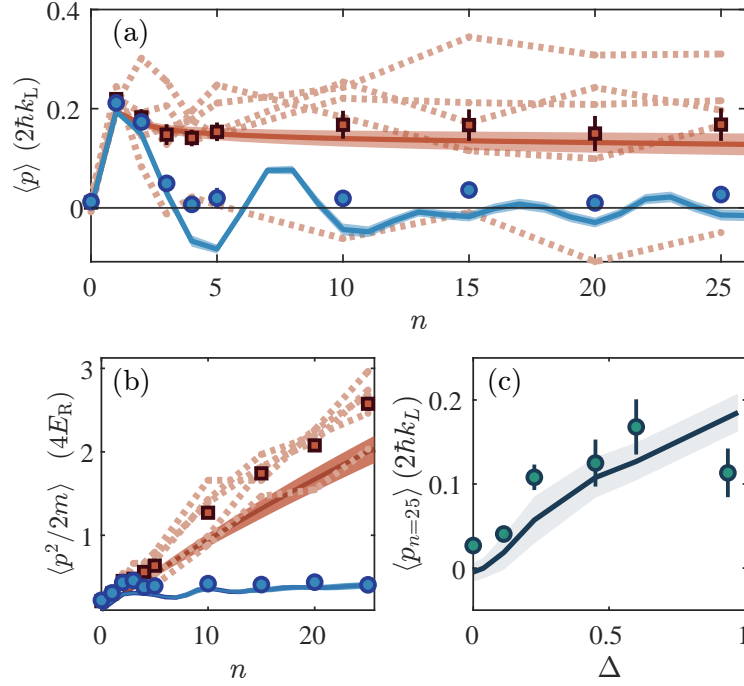 0.4
(a)
0.2
0
⟨p⟩ (2ħk_L)
0 5 10 15 20 25
n
3
(b)
2
1
⟨p²/2m⟩ (4E_R)
0 10 20
n
(c)
0.2
0.1
0
⟨p_{n=25}⟩ (2ħk_L)
0 0.5 1
Δ